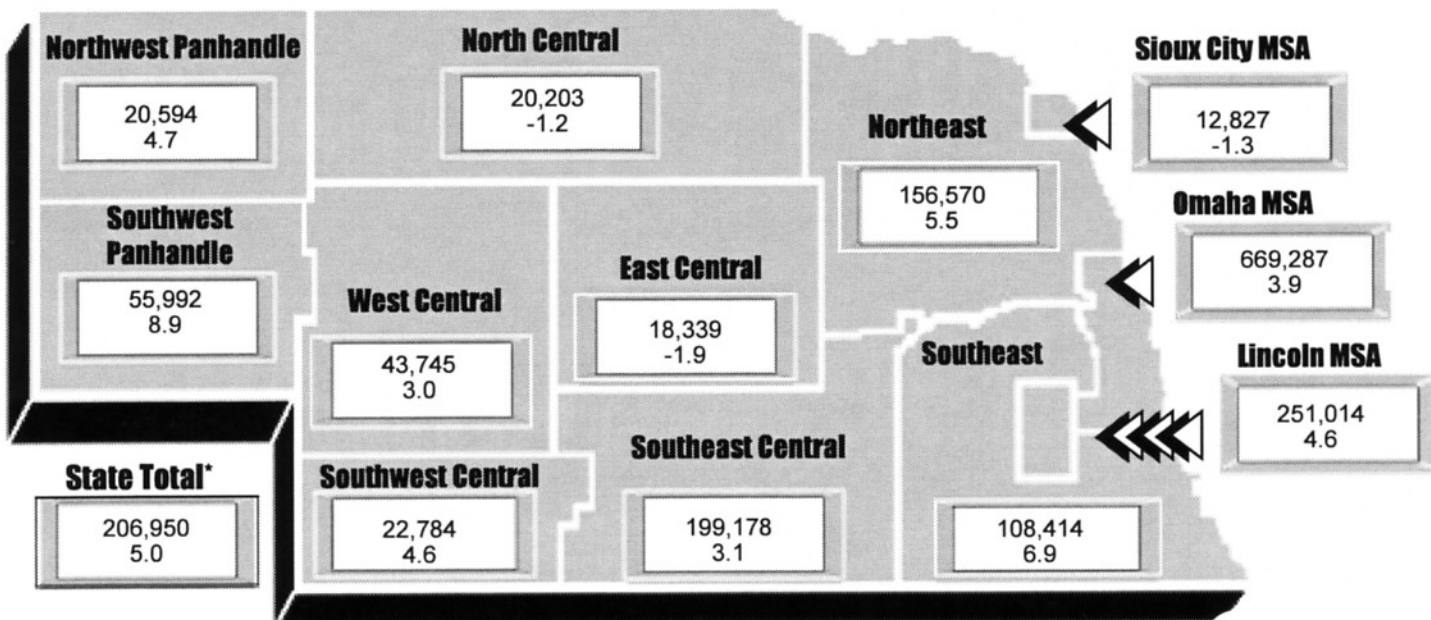 Northwest Panhandle
20,594
4.7
North Central
20,203
-1.2
Sioux City MSA
12,827
-1.3
Northeast
156,570
5.5
Omaha MSA
669,287
3.9
Southwest
Panhandle
55,992
8.9
West Central
43,745
3.0
East Central
18,339
-1.9
Southeast
108,414
6.9
Lincoln MSA
251,014
4.6
State Total*
206,950
5.0
Southwest Central
22,784
4.6
Southeast Central
199,178
3.1